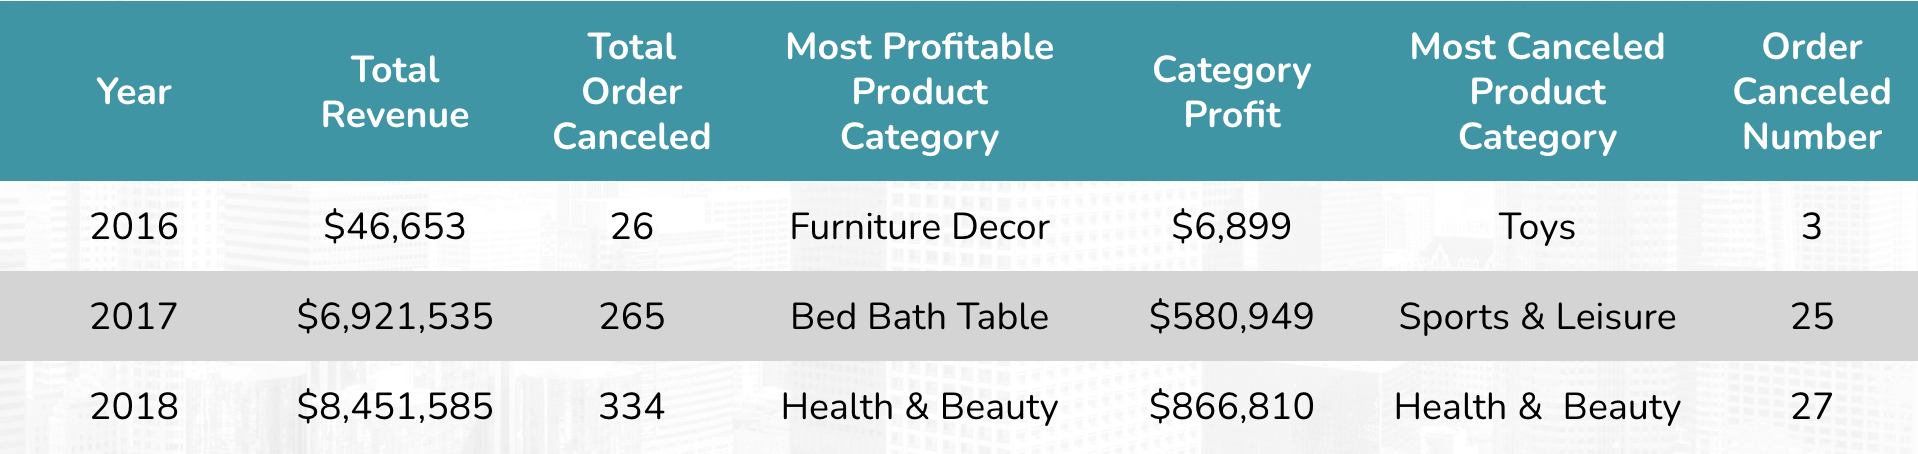 Year Total Revenue Total Order Canceled Most Profitable Product Category Category Profit Most Canceled Product Category Order Canceled Number
2016 $46,653 26 Furniture Decor $6,899 Toys 3
2017 $6,921,535 265 Bed Bath Table $580,949 Sports & Leisure 25
2018 $8,451,585 334 Health & Beauty $866,810 Health & Beauty 27